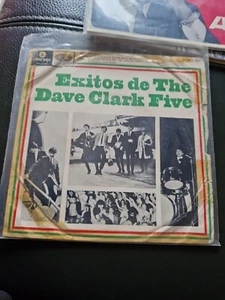 Exitos de The
Dave Clark Five